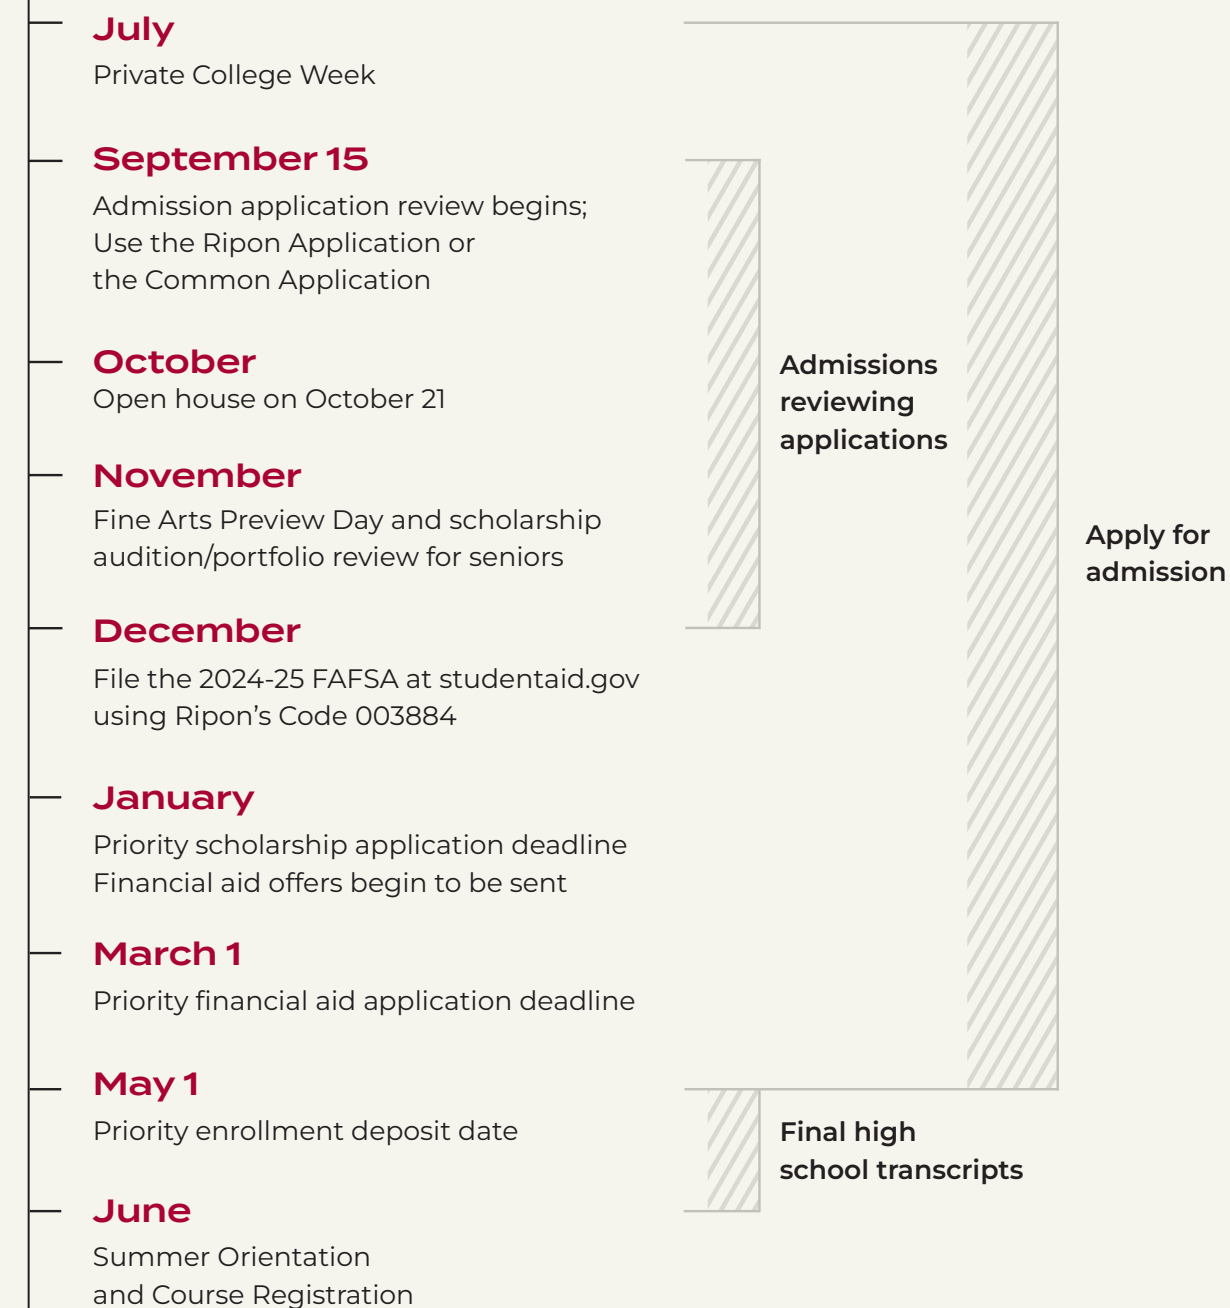 July
Private College Week
September 15
Admission application review begins;
Use the Ripon Application or
the Common Application
October
Open house on October 21
November
Fine Arts Preview Day and scholarship
audition/portfolio review for seniors
December
File the 2024-25 FAFSA at studentaid.gov
using Ripon’s Code 003884
January
Priority scholarship application deadline
Financial aid offers begin to be sent
March 1
Priority financial aid application deadline
May 1
Priority enrollment deposit date
June
Summer Orientation
and Course Registration
Admissions
reviewing
applications
Apply for
admission
Final high
school transcripts